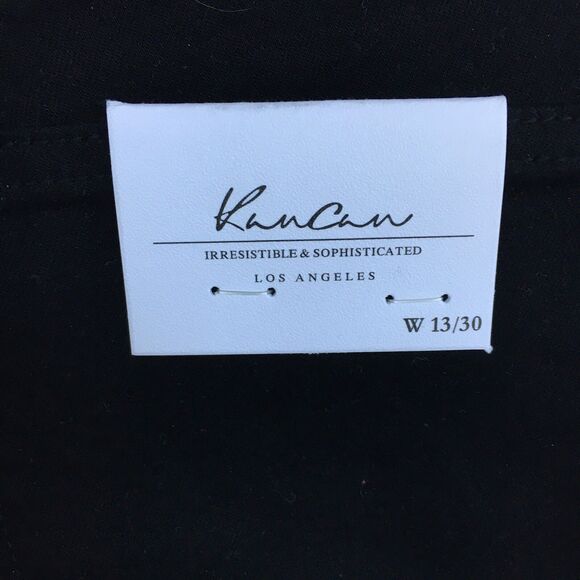 KanCan
IRRESISTIBLE & SOPHISTICATED
LOS ANGELES
W 13/30